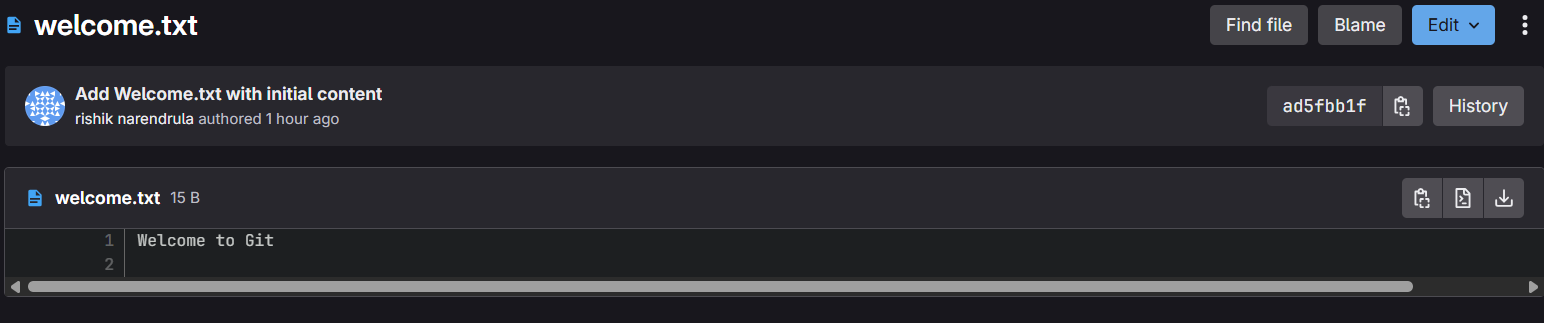 welcome.txt
Find file
Blame
Edit
Add Welcome.txt with initial content
rishik narendrula authored 1 hour ago
ad5fbb1f
History
welcome.txt 15 B
1 Welcome to Git
2